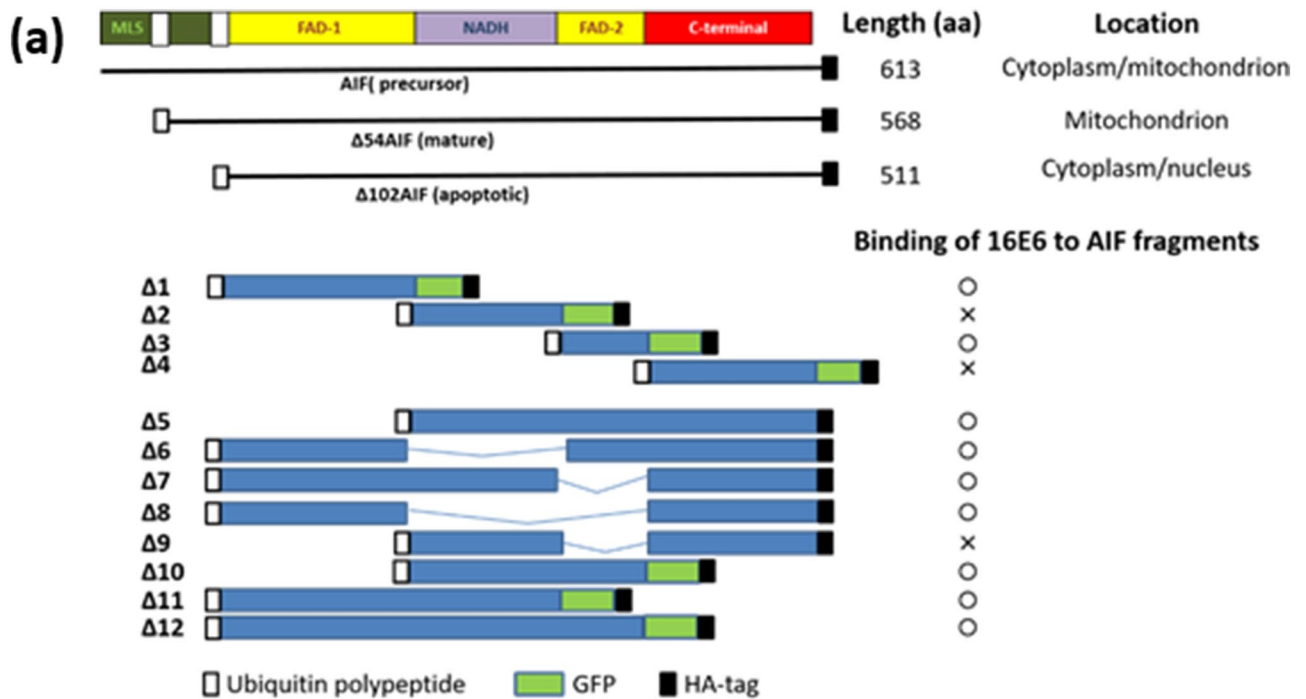 (a)
MLS FAD-1 NADH FAD-2 C-terminal Length (aa) Location
AIF( precursor) 613 Cytoplasm/mitochondrion
Δ54AIF (mature) 568 Mitochondrion
Δ102AIF (apoptotic) 511 Cytoplasm/nucleus
Binding of 16E6 to AIF fragments
Δ1 ○
Δ2 ×
Δ3 ○
Δ4 ×
Δ5 ○
Δ6 ○
Δ7 ○
Δ8 ○
Δ9 ×
Δ10 ○
Δ11 ○
Δ12 ○
Ubiquitin polypeptide GFP HA-tag